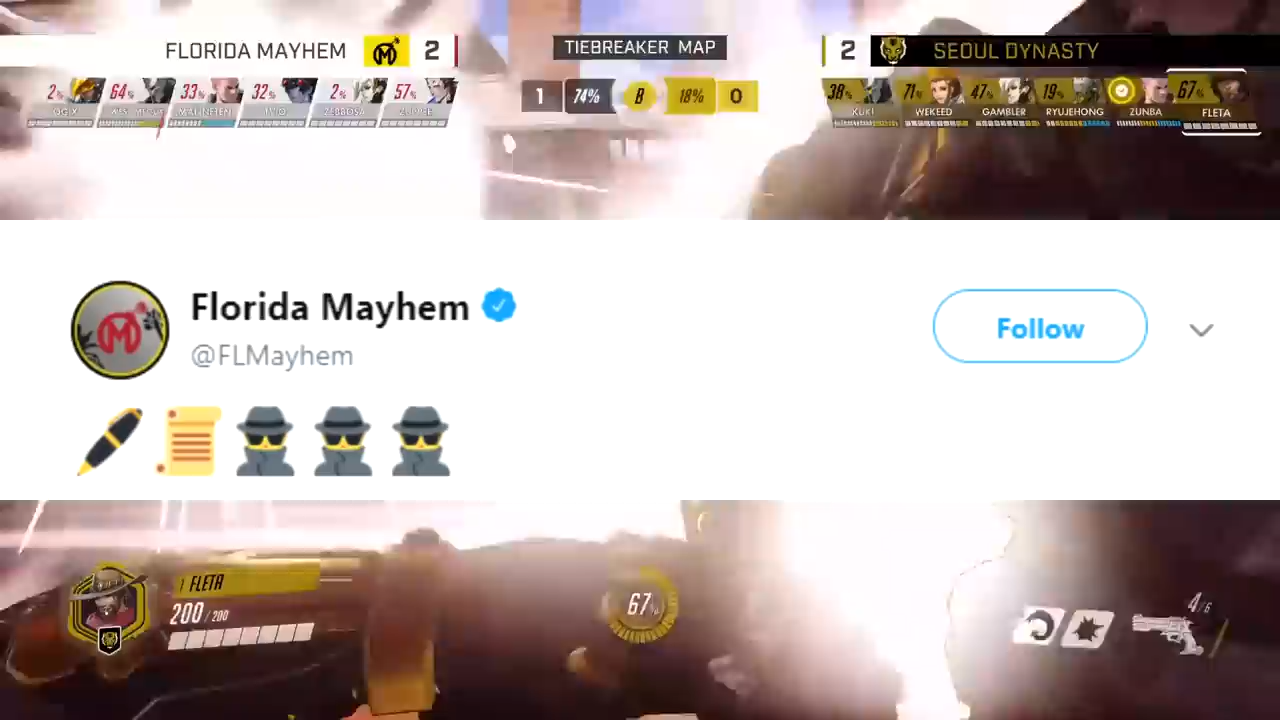 FLORIDA MAYHEM 2 TIEBREAKER MAP 2 SEOUL DYNASTY
2% 64% 33% 32% 2% 57% 1 74% B 18% 0 38% 71% 47% 19% 67%
ZEBBOSA KUKI WEKEED GAMBLER RYUJEHONG ZUNBA FLETA
Florida Mayhem
@FLMayhem
Follow
FLETA
200 / 200
67%
4/6